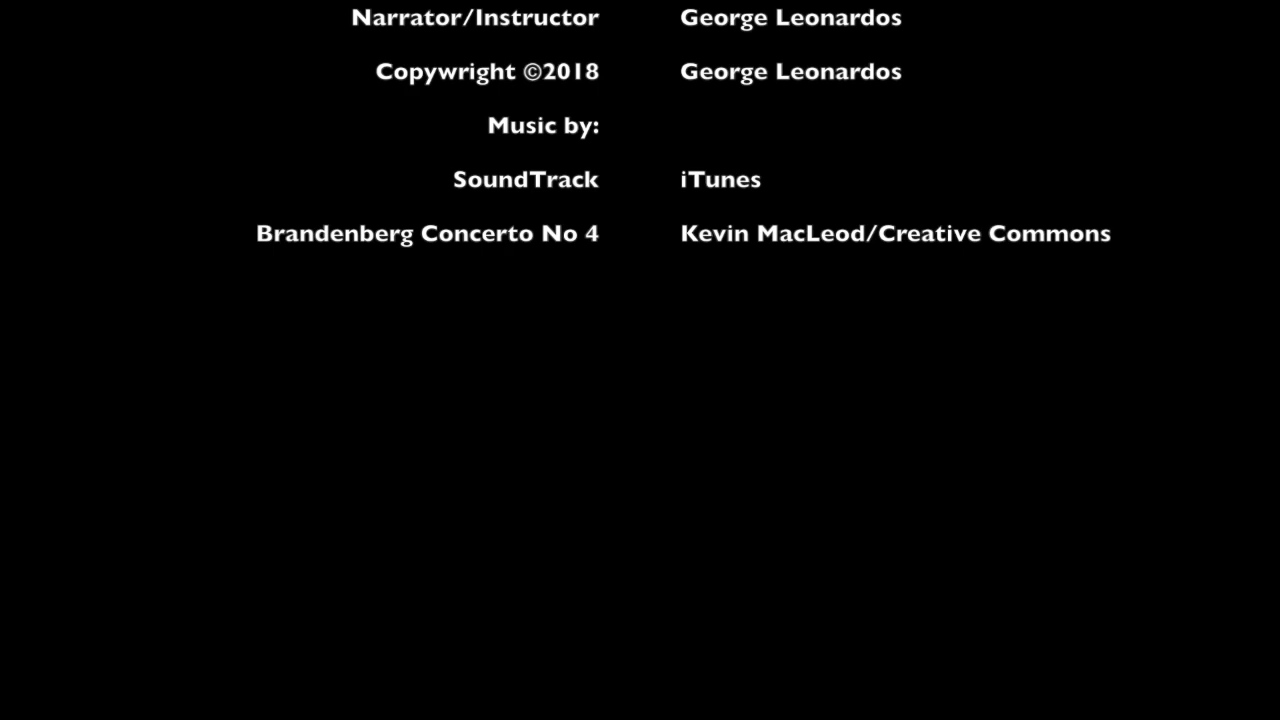 Narrator/Instructor George Leonardos
Copywright ©2018 George Leonardos
Music by:
SoundTrack iTunes
Brandenberg Concerto No 4 Kevin MacLeod/Creative Commons